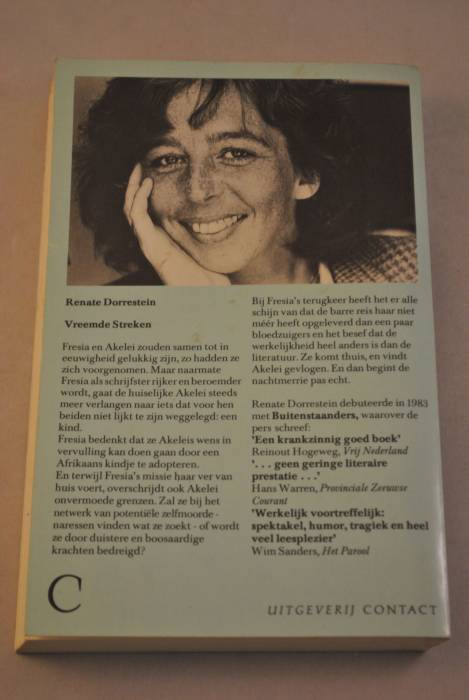 Renate Dorrestein
Vreemde Streken
Fresia en Akelei zouden samen tot in
eeuwigheid gelukkig zijn, zo hadden ze
zich voorgenomen. Maar naarmate
Fresia als schrijfster rijker en beroemder
wordt, gaat de huiselijke Akelei steeds
meer verlangen naar iets dat voor hen
beiden niet lijkt te zijn weggelegd: een
kind.
Fresia bedenkt dat ze Akeleis wens in
vervulling kan doen gaan door een
Afrikaans kindje te adopteren.
En terwijl Fresia's missie haar ver van
huis voert, overschrijdt ook Akelei
onvermoede grenzen. Zal ze bij het
netwerk van potentiële zelfmoorde-
naressen vinden wat ze zoekt - of wordt
ze door duistere en boosaardige
krachten bedreigd?
Bij Fresia's terugkeer heeft het er alle
schijn van dat de barre reis haar niet
méér heeft opgeleverd dan een paar
bloedzuigers en het besef dat de
werkelijkheid heel anders is dan de
literatuur. Ze komt thuis, en vindt
Akelei gevlogen. En dan begint de
nachtmerrie pas echt.
Renate Dorrestein debuteerde in 1983
met Buitenstaanders, waarover de
pers schreef:
'Een krankzinnig goed boek'
Reinout Hogeweg, Vrij Nederland
'. . . geen geringe literaire
prestatie . . .'
Hans Warren, Provinciale Zeeuwse
Courant
'Werkelijk voortreffelijk:
spektakel, humor, tragiek en heel
veel leesplezier'
Wim Sanders, Het Parool
C
UITGEVERIJ CONTACT